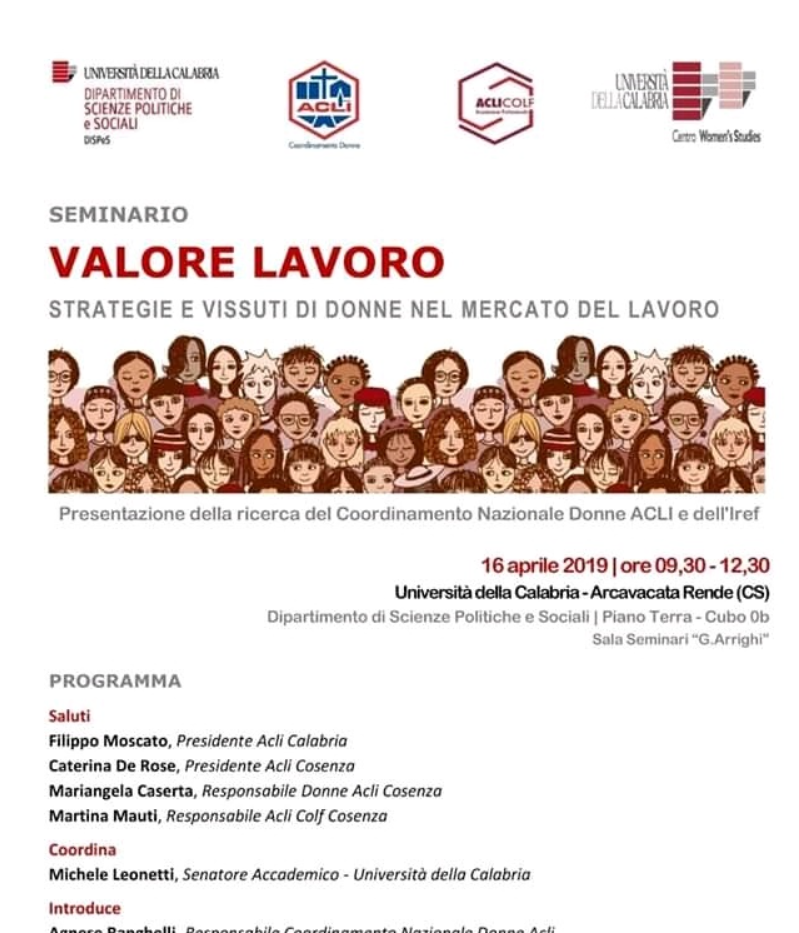 UNIVERSITÀ DELLA CALABRIA
DIPARTIMENTO DI
SCIENZE POLITICHE
e SOCIALI
DISPeS
ACLI
Coordinamento Donne
ACLICOLF
UNIVERSITÀ
DELLA CALABRIA
Centro Women's Studies
SEMINARIO
VALORE LAVORO
STRATEGIE E VISSUTI DI DONNE NEL MERCATO DEL LAVORO
Presentazione della ricerca del Coordinamento Nazionale Donne ACLI e dell'Iref
16 aprile 2019 | ore 09,30 - 12,30
Università della Calabria - Arcavacata Rende (CS)
Dipartimento di Scienze Politiche e Sociali | Piano Terra - Cubo 0b
Sala Seminari “G.Arrighi”
PROGRAMMA
Saluti
Filippo Moscato, Presidente Acli Calabria
Caterina De Rose, Presidente Acli Cosenza
Mariangela Caserta, Responsabile Donne Acli Cosenza
Martina Mauti, Responsabile Acli Colf Cosenza
Coordina
Michele Leonetti, Senatore Accademico - Università della Calabria
Introduce
Agnese Ranghelli, Responsabile Coordinamento Nazionale Donne Acli